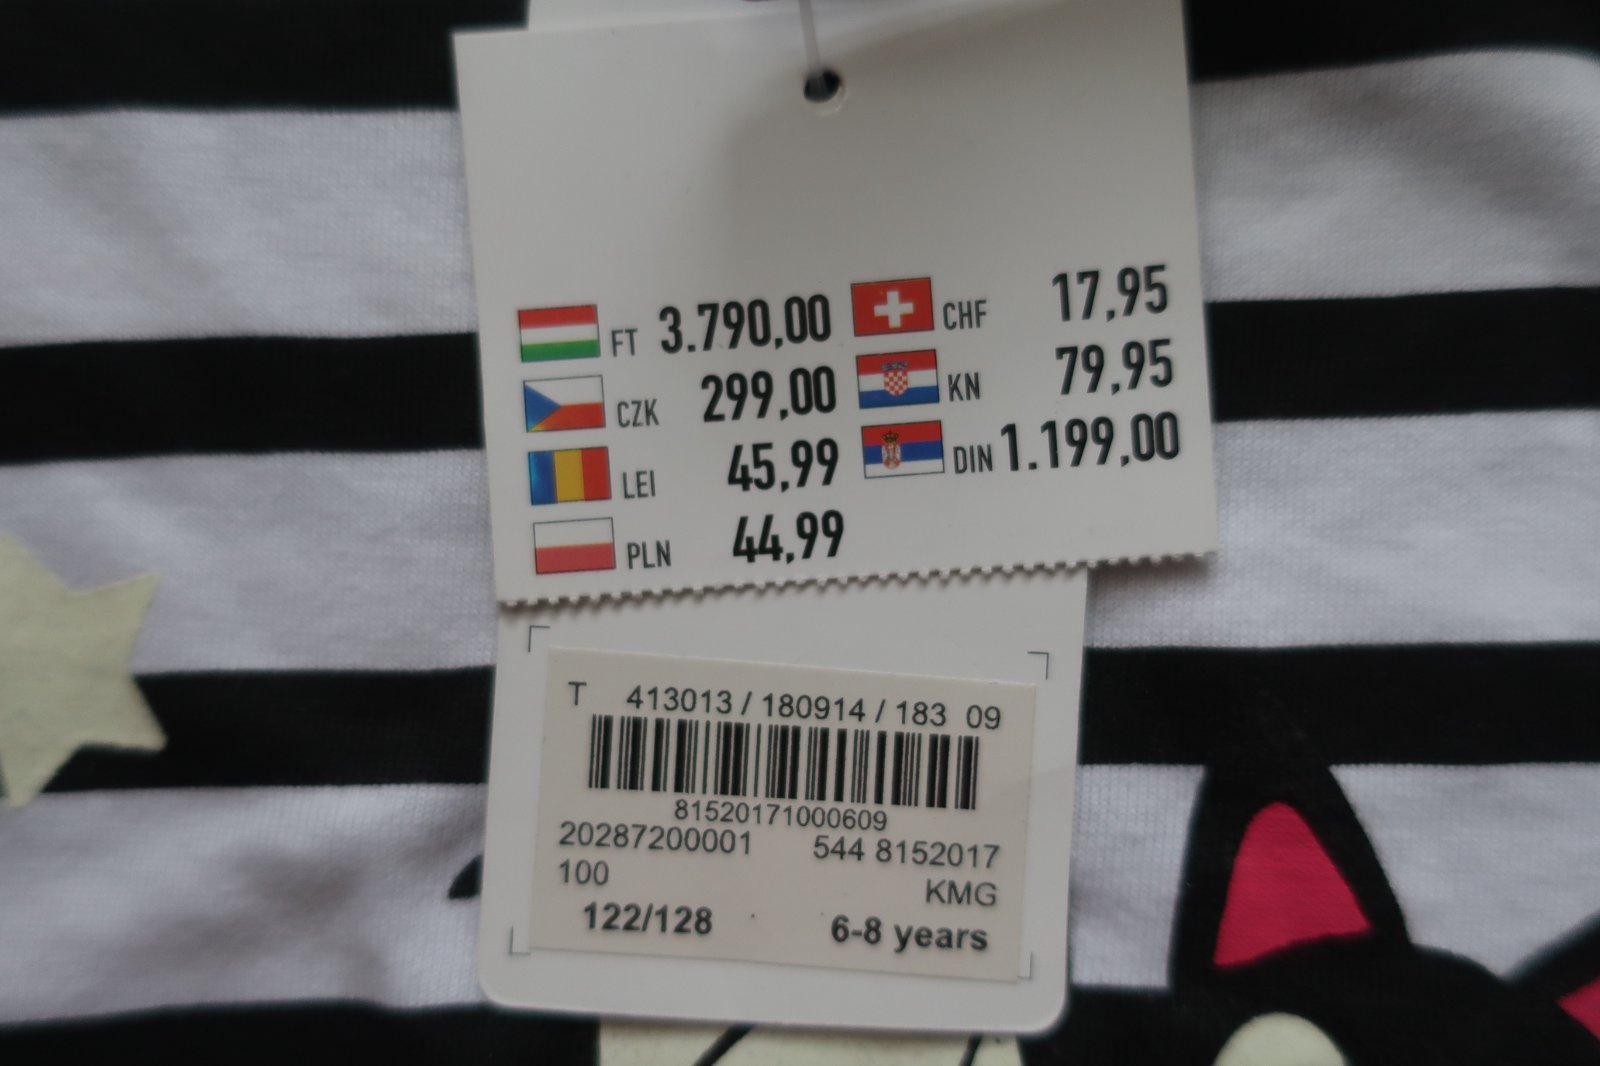 FT 3.790,00
CZK 299,00
LEI 45,99
PLN 44,99
CHF 17,95
KN 79,95
DIN 1.199,00
T 413013 / 180914 / 183 09
81520171000609
20287200001 544 8152017
100 KMG
122/128 6-8 years